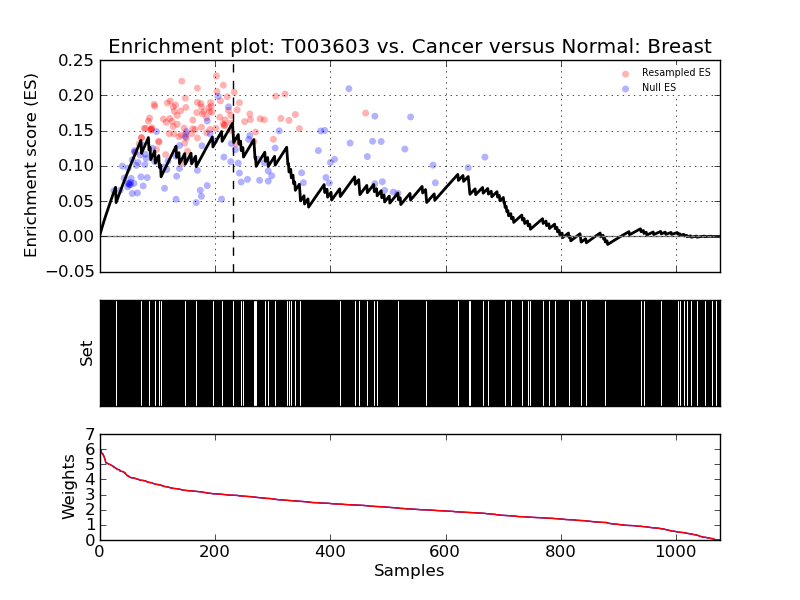 Enrichment plot: T003603 vs. Cancer versus Normal: Breast
Enrichment score (ES)
0.25
0.20
0.15
0.10
0.05
0.00
−0.05
Resampled ES
Null ES
Set
Weights
7
6
5
4
3
2
1
0
0 200 400 600 800 1000
Samples